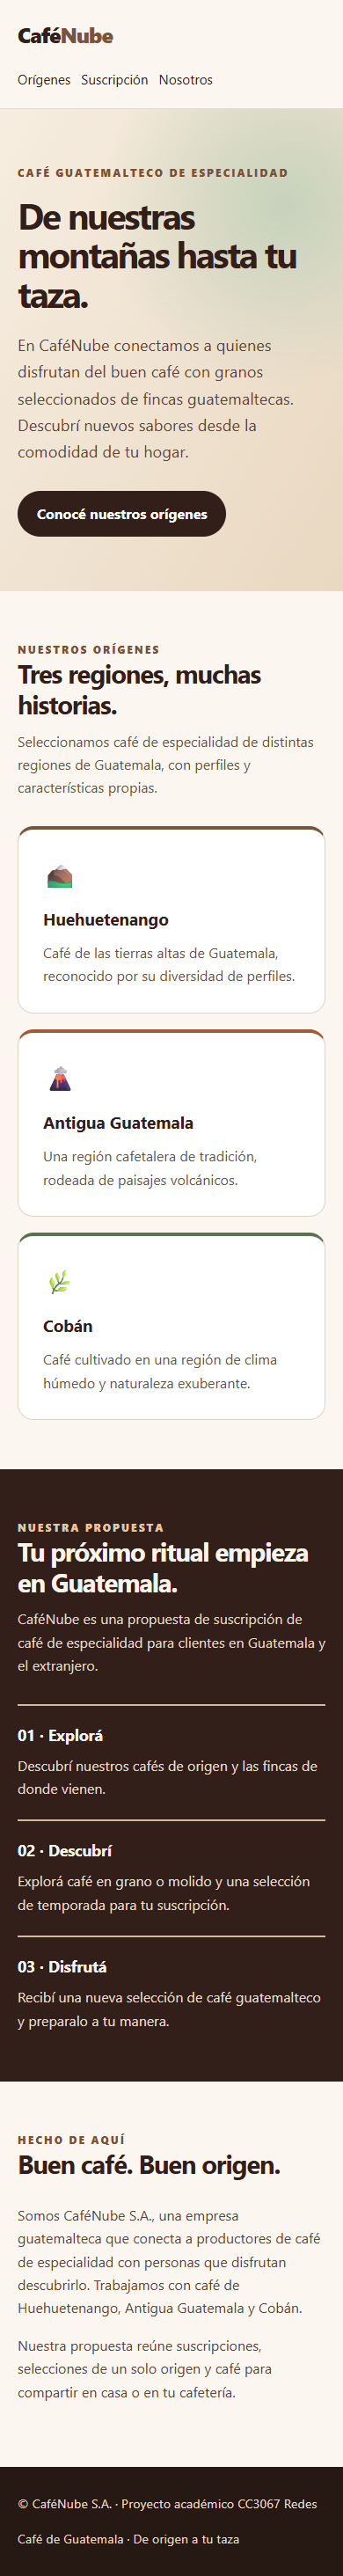 CaféNube
Orígenes Suscripción Nosotros
CAFÉ GUATEMALTECO DE ESPECIALIDAD
De nuestras
montañas hasta tu
taza.
En CaféNube conectamos a quienes
disfrutan del buen café con granos
seleccionados de fincas guatemaltecas.
Descubrí nuevos sabores desde la
comodidad de tu hogar.
Conocé nuestros orígenes
NUESTROS ORÍGENES
Tres regiones, muchas
historias.
Seleccionamos café de especialidad de distintas
regiones de Guatemala, con perfiles y
características propias.
Huehuetenango
Café de las tierras altas de Guatemala,
reconocido por su diversidad de perfiles.
Antigua Guatemala
Una región cafetalera de tradición,
rodeada de paisajes volcánicos.
Cobán
Café cultivado en una región de clima
húmedo y naturaleza exuberante.
NUESTRA PROPUESTA
Tu próximo ritual empieza
en Guatemala.
CaféNube es una propuesta de suscripción de
café de especialidad para clientes en Guatemala y
el extranjero.
01 · Explorá
Descubrí nuestros cafés de origen y las fincas de
donde vienen.
02 · Descubrí
Explorá café en grano o molido y una selección
de temporada para tu suscripción.
03 · Disfrutá
Recibí una nueva selección de café guatemalteco
y preparalo a tu manera.
HECHO DE AQUÍ
Buen café. Buen origen.
Somos CaféNube S.A., una empresa
guatemalteca que conecta a productores de café
de especialidad con personas que disfrutan
descubrirlo. Trabajamos con café de
Huehuetenango, Antigua Guatemala y Cobán.
Nuestra propuesta reúne suscripciones,
selecciones de un solo origen y café para
compartir en casa o en tu cafetería.
© CaféNube S.A. · Proyecto académico CC3067 Redes
Café de Guatemala · De origen a tu taza